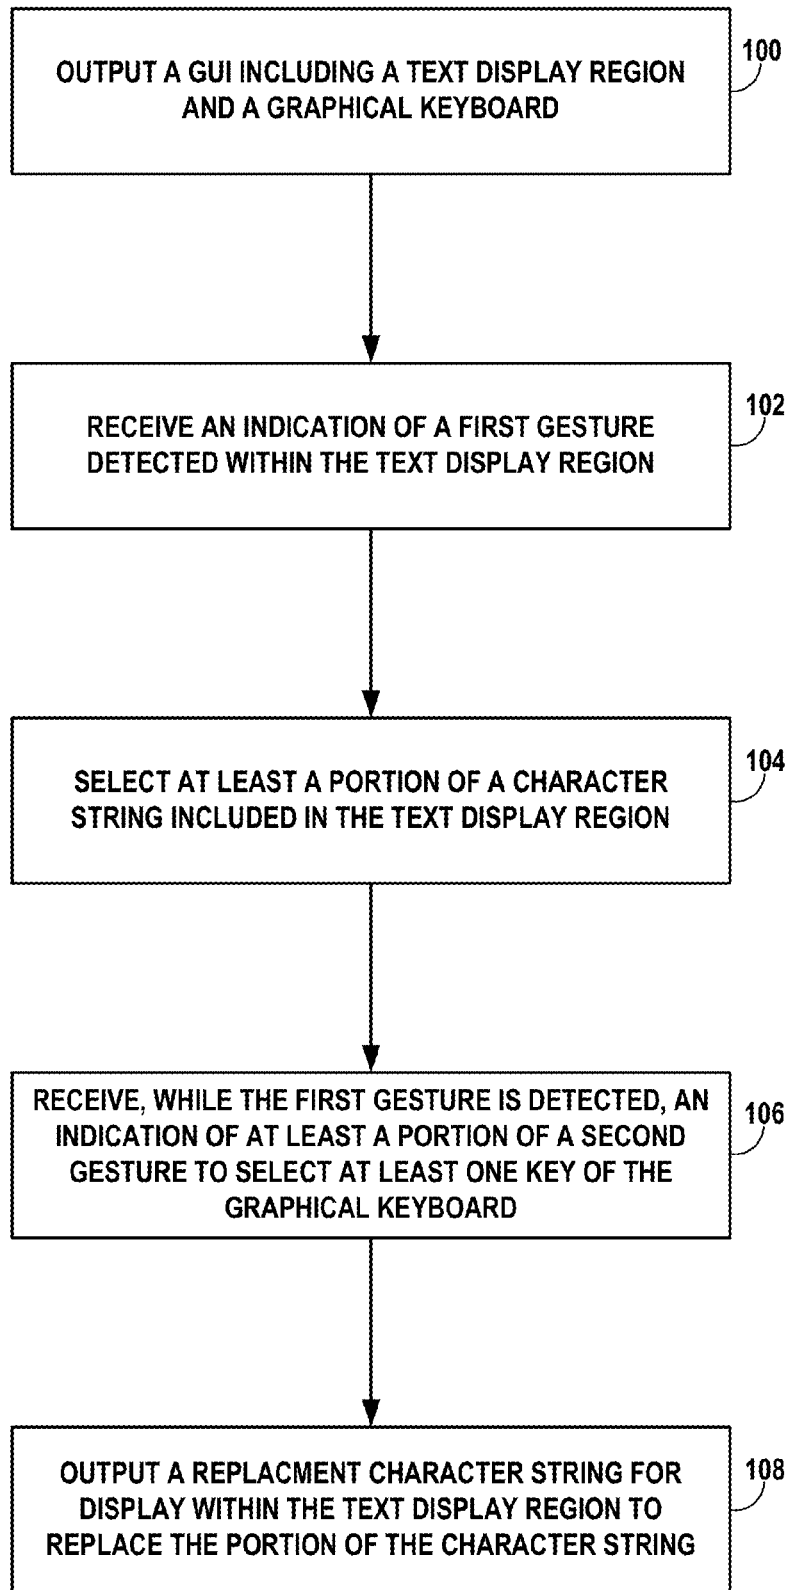 OUTPUT A GUI INCLUDING A TEXT DISPLAY REGION
AND A GRAPHICAL KEYBOARD
100
RECEIVE AN INDICATION OF A FIRST GESTURE
DETECTED WITHIN THE TEXT DISPLAY REGION
102
SELECT AT LEAST A PORTION OF A CHARACTER
STRING INCLUDED IN THE TEXT DISPLAY REGION
104
RECEIVE, WHILE THE FIRST GESTURE IS DETECTED, AN
INDICATION OF AT LEAST A PORTION OF A SECOND
GESTURE TO SELECT AT LEAST ONE KEY OF THE
GRAPHICAL KEYBOARD
106
OUTPUT A REPLACMENT CHARACTER STRING FOR
DISPLAY WITHIN THE TEXT DISPLAY REGION TO
REPLACE THE PORTION OF THE CHARACTER STRING
108